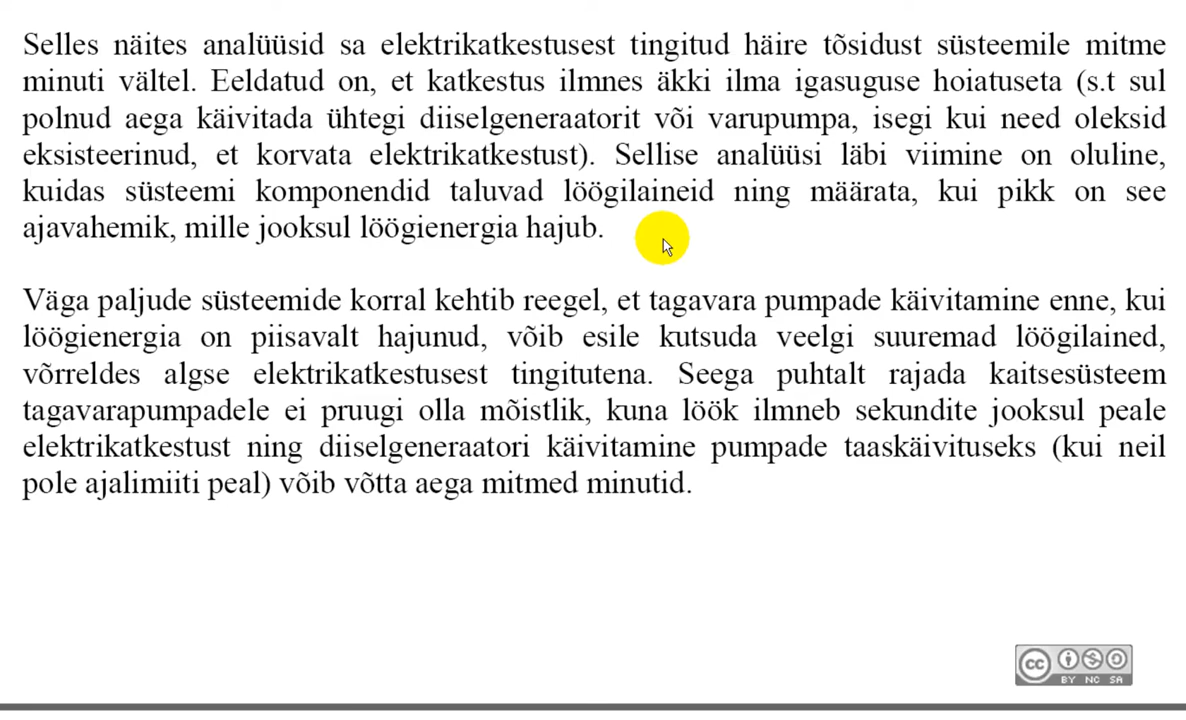 Selles näites analüüsid sa elektrikatkestusest tingitud häire tõsidust süsteemile mitme
minuti vältel. Eeldatud on, et katkestus ilmnes äkki ilma igasuguse hoiatuseta (s.t sul
polnud aega käivitada ühtegi diiselgeneraatorit või varupumpa, isegi kui need oleksid
eksisteerinud, et korvata elektrikatkestust). Sellise analüüsi läbi viimine on oluline,
kuidas süsteemi komponendid taluvad löögilaineid ning määrata, kui pikk on see
ajavahemik, mille jooksul löögienergia hajub.
Väga paljude süsteemide korral kehtib reegel, et tagavara pumpade käivitamine enne, kui
löögienergia on piisavalt hajunud, võib esile kutsuda veelgi suuremad löögilained,
võrreldes algse elektrikatkestusest tingitutena. Seega puhtalt rajada kaitsesüsteem
tagavarapumpadele ei pruugi olla mõistlik, kuna löök ilmneb sekundite jooksul peale
elektrikatkestust ning diiselgeneraatori käivitamine pumpade taaskäivituseks (kui neil
pole ajalimiiti peal) võib võtta aega mitmed minutid.
cc
BY NC SA